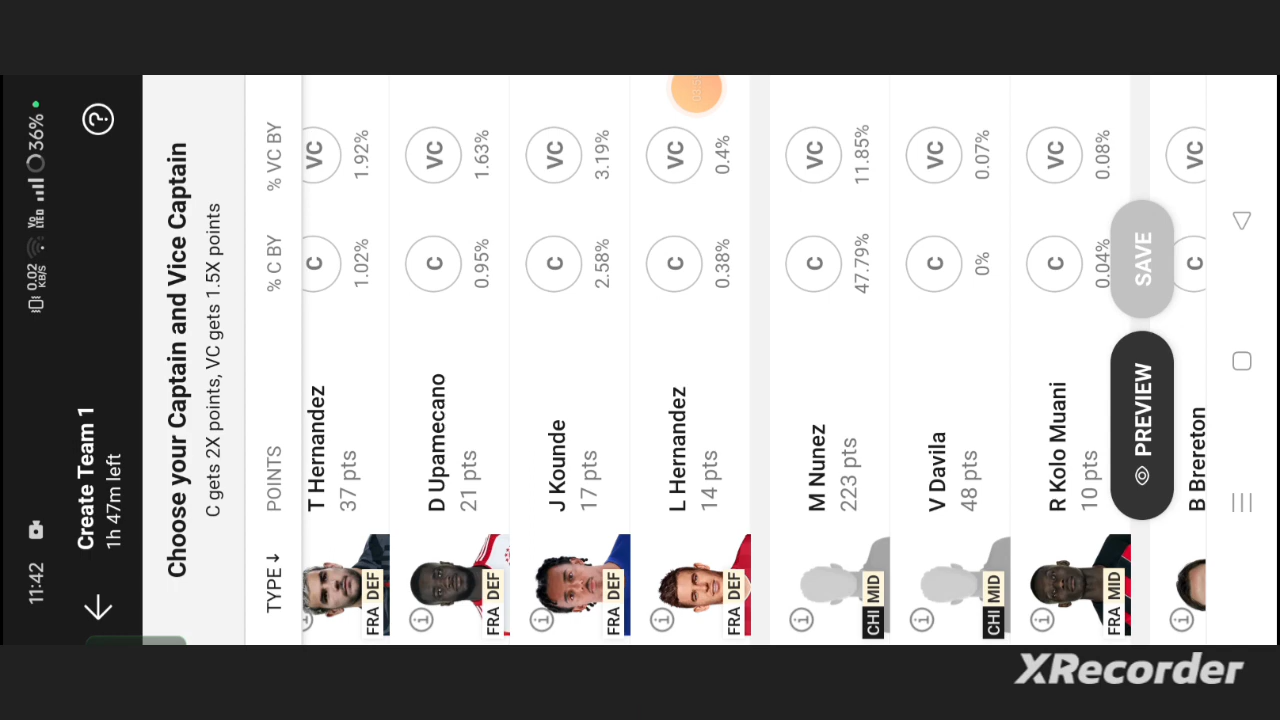 11:42
0.02 KB/S
Vo LTE
36%
Create Team 1
1h 47m left
?
Choose your Captain and Vice Captain
C gets 2X points, VC gets 1.5X points
TYPE ↓ POINTS % C BY % VC BY
FRA DEF
T Hernandez
37 pts
C
1.02%
VC
1.92%
FRA DEF
D Upamecano
21 pts
C
0.95%
VC
1.63%
FRA DEF
J Kounde
17 pts
C
2.58%
VC
3.19%
FRA DEF
L Hernandez
14 pts
C
0.38%
VC
0.4%
CHI MID
M Nunez
223 pts
C
47.79%
VC
11.85%
CHI MID
V Davila
48 pts
C
0%
VC
0.07%
FRA MID
R Kolo Muani
10 pts
C
0.04%
VC
0.08%
B Brereton
C
VC
PREVIEW
SAVE
XRecorder